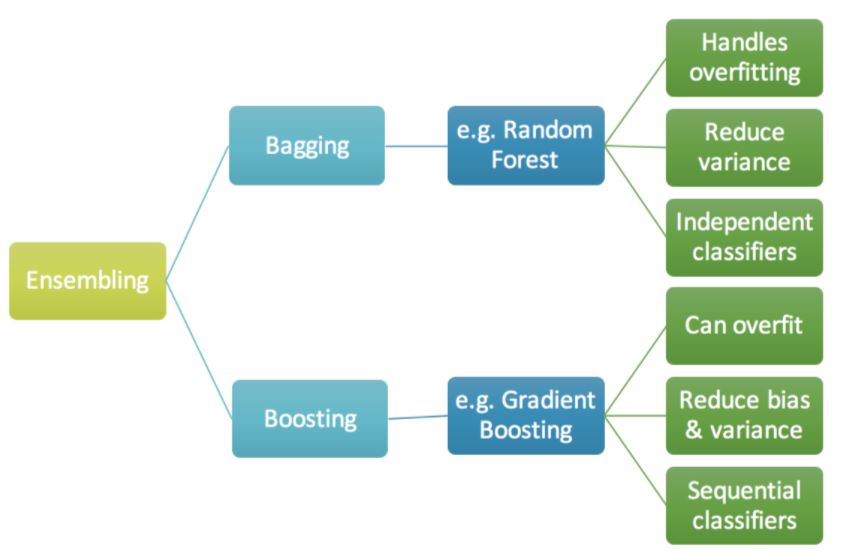 Handles
overfitting
Bagging
e.g. Random
Forest
Reduce
variance
Independent
classifiers
Ensembling
Can overfit
Boosting
e.g. Gradient
Boosting
Reduce bias
& variance
Sequential
classifiers